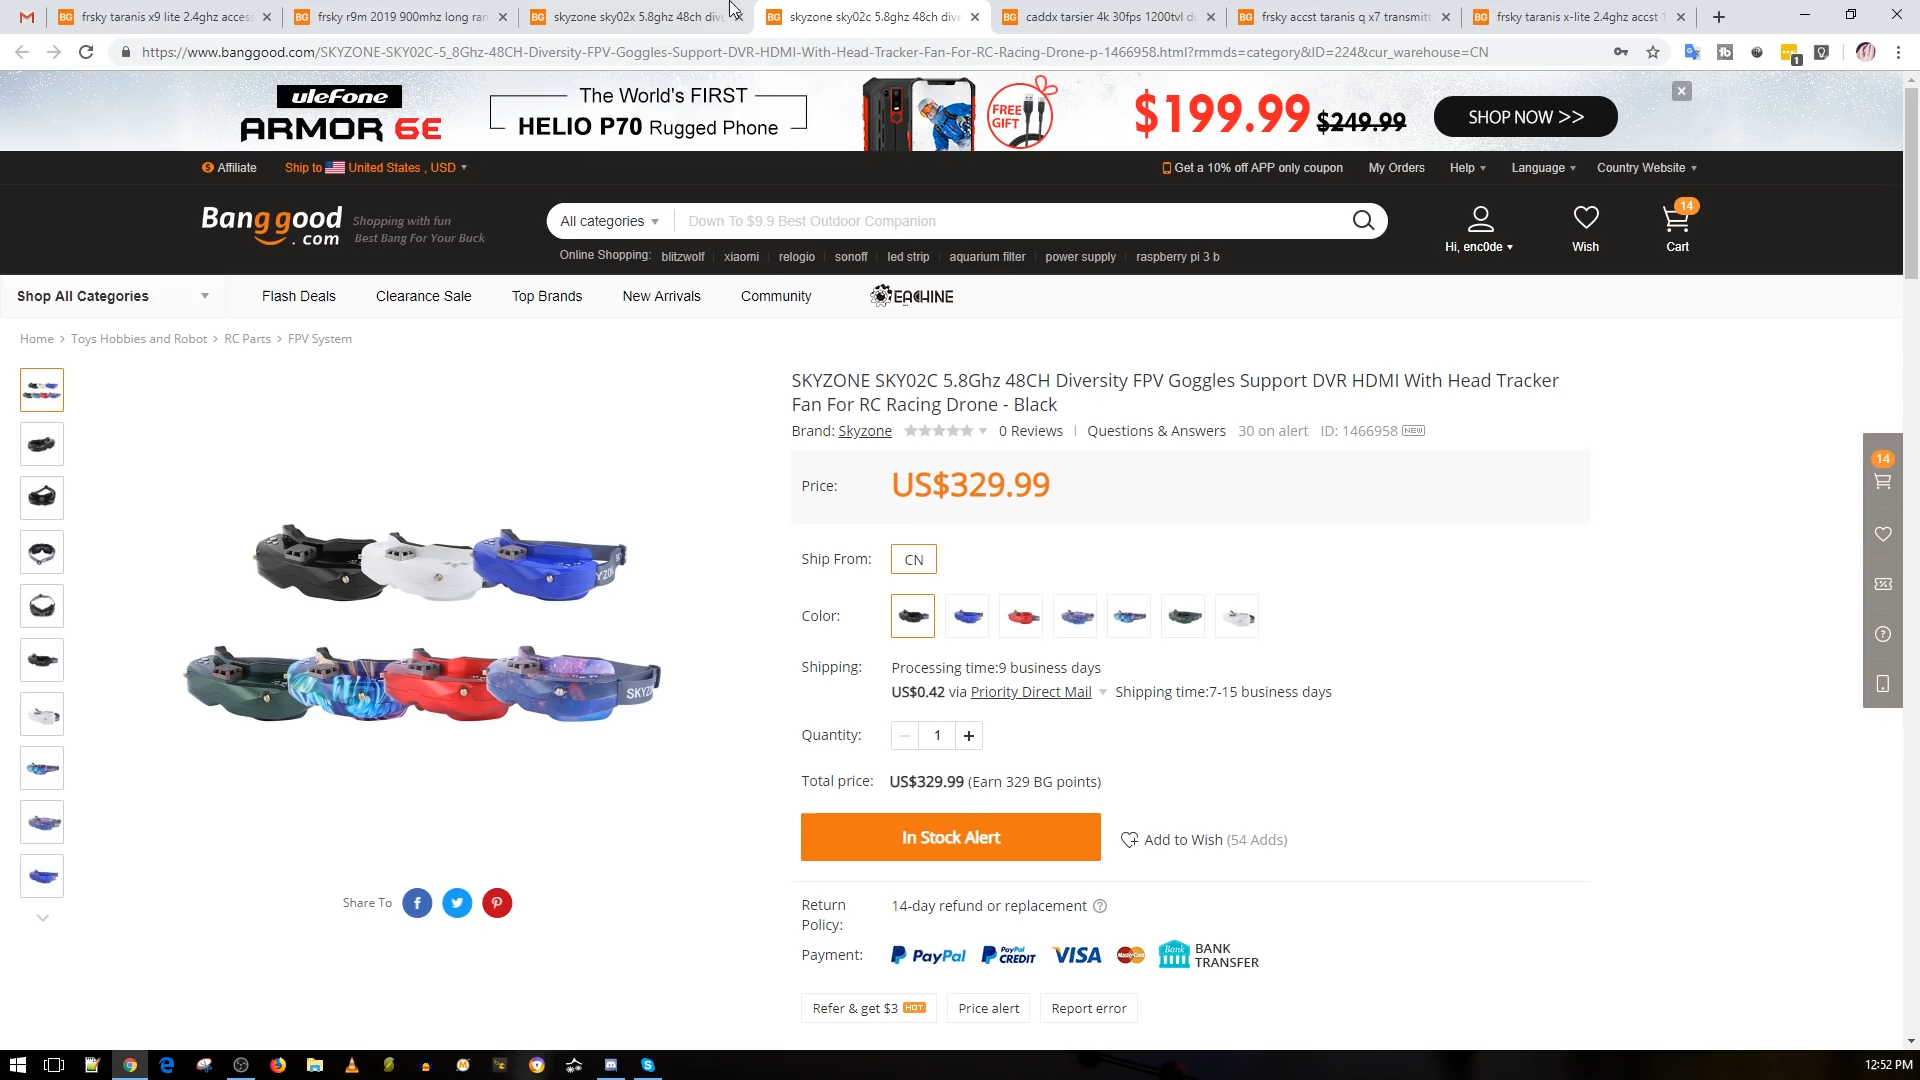 frsky taranis x9 lite 2.4ghz access
frsky r9m 2019 900mhz long ran
skyzone sky02x 5.8ghz 48ch div
skyzone sky02c 5.8ghz 48ch dive
caddx tarsier 4k 30fps 1200tvl du
frsky accst taranis q x7 transmitt
frsky taranis x-lite 2.4ghz accst 1
https://www.banggood.com/SKYZONE-SKY02C-5_8Ghz-48CH-Diversity-FPV-Goggles-Support-DVR-HDMI-With-Head-Tracker-Fan-For-RC-Racing-Drone-p-1466958.html?rmmds=category&ID=224&cur_warehouse=CN
uleFone
ARMOR 6E
The World's FIRST
HELIO P70 Rugged Phone
FREE
GIFT
$199.99 $249.99
SHOP NOW >>
Affiliate
Ship to United States , USD
Get a 10% off APP only coupon
My Orders
Help
Language
Country Website
Banggood
.com
Shopping with fun
Best Bang For Your Buck
All categories
Down To $9.9 Best Outdoor Companion
Online Shopping: blitzwolf xiaomi relogio sonoff led strip aquarium filter power supply raspberry pi 3 b
Hi, enc0de
Wish
14
Cart
Shop All Categories
Flash Deals
Clearance Sale
Top Brands
New Arrivals
Community
EACHINE
Home > Toys Hobbies and Robot > RC Parts > FPV System
SKYZONE SKY02C 5.8Ghz 48CH Diversity FPV Goggles Support DVR HDMI With Head Tracker
Fan For RC Racing Drone - Black
Brand: Skyzone 0 Reviews | Questions & Answers 30 on alert ID: 1466958 NEW
Price: US$329.99
14
Ship From: CN
Color:
Shipping: Processing time:9 business days
US$0.42 via Priority Direct Mail Shipping time:7-15 business days
Quantity: 1
Total price: US$329.99 (Earn 329 BG points)
In Stock Alert
Add to Wish (54 Adds)
Share To
Return
Policy:
14-day refund or replacement
Payment: PayPal PayPal CREDIT VISA MasterCard Bank BANK
TRANSFER
Refer & get $3 HOT
Price alert
Report error
12:52 PM